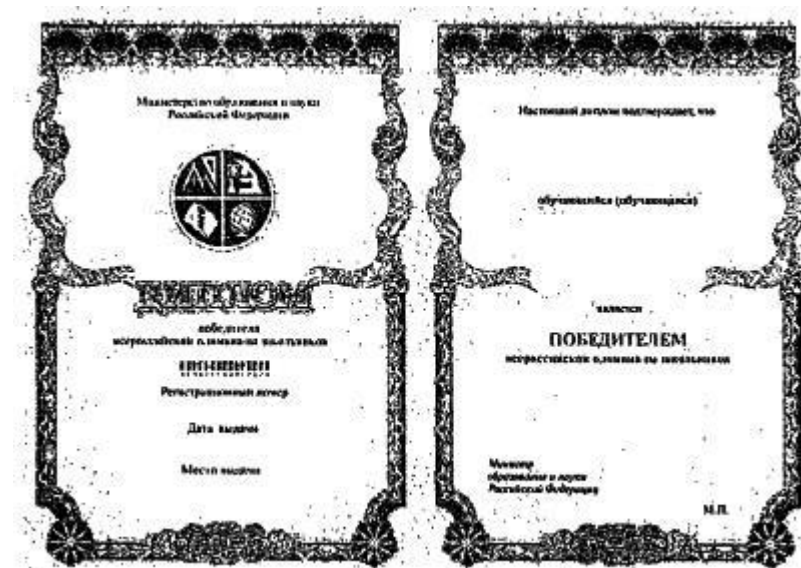 Министерство образования и науки
Российской Федерации
ДИПЛОМ
победителя
всероссийской олимпиады школьников
Регистрационный номер
Дата выдачи
Место выдачи
Настоящий диплом подтверждает, что
обучающийся (обучающаяся)
является
ПОБЕДИТЕЛЕМ
всероссийской олимпиады школьников
Министр
образования и науки
Российской Федерации
М.П.